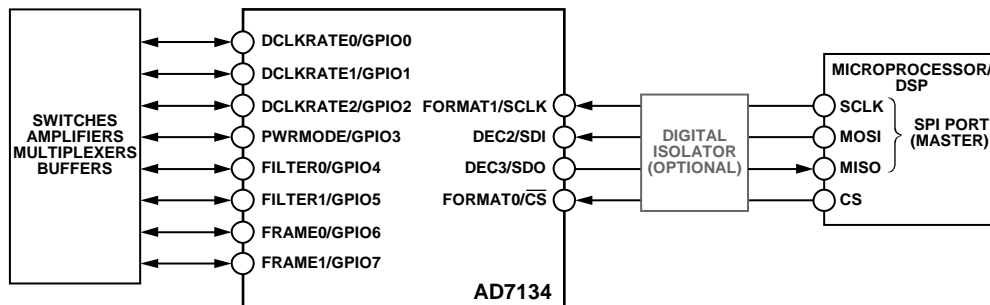 SWITCHES
AMPLIFIERS
MULTIPLEXERS
BUFFERS
DCLKRATE0/GPIO0
DCLKRATE1/GPIO1
DCLKRATE2/GPIO2
PWRMODE/GPIO3
FILTER0/GPIO4
FILTER1/GPIO5
FRAME0/GPIO6
FRAME1/GPIO7
FORMAT1/SCLK
DEC2/SDI
DEC3/SDO
FORMAT0/C̅S̅
AD7134
DIGITAL
ISOLATOR
(OPTIONAL)
MICROPROCESSOR/
DSP
SCLK
MOSI
MISO
CS
SPI PORT
(MASTER)